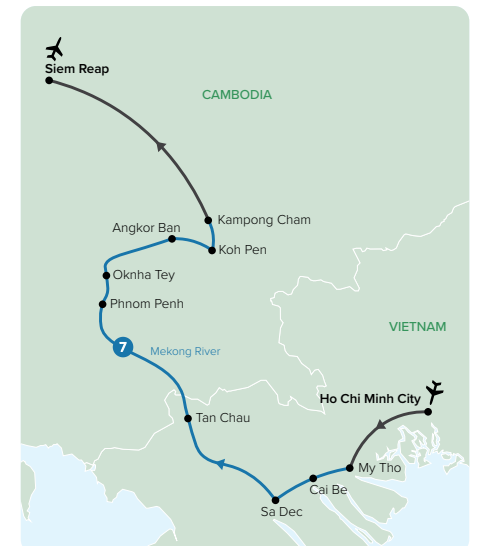 Siem Reap
CAMBODIA
Kampong Cham
Angkor Ban
Koh Pen
Oknha Tey
Phnom Penh
VIETNAM
7
Mekong River
Ho Chi Minh City
Tan Chau
My Tho
Cai Be
Sa Dec